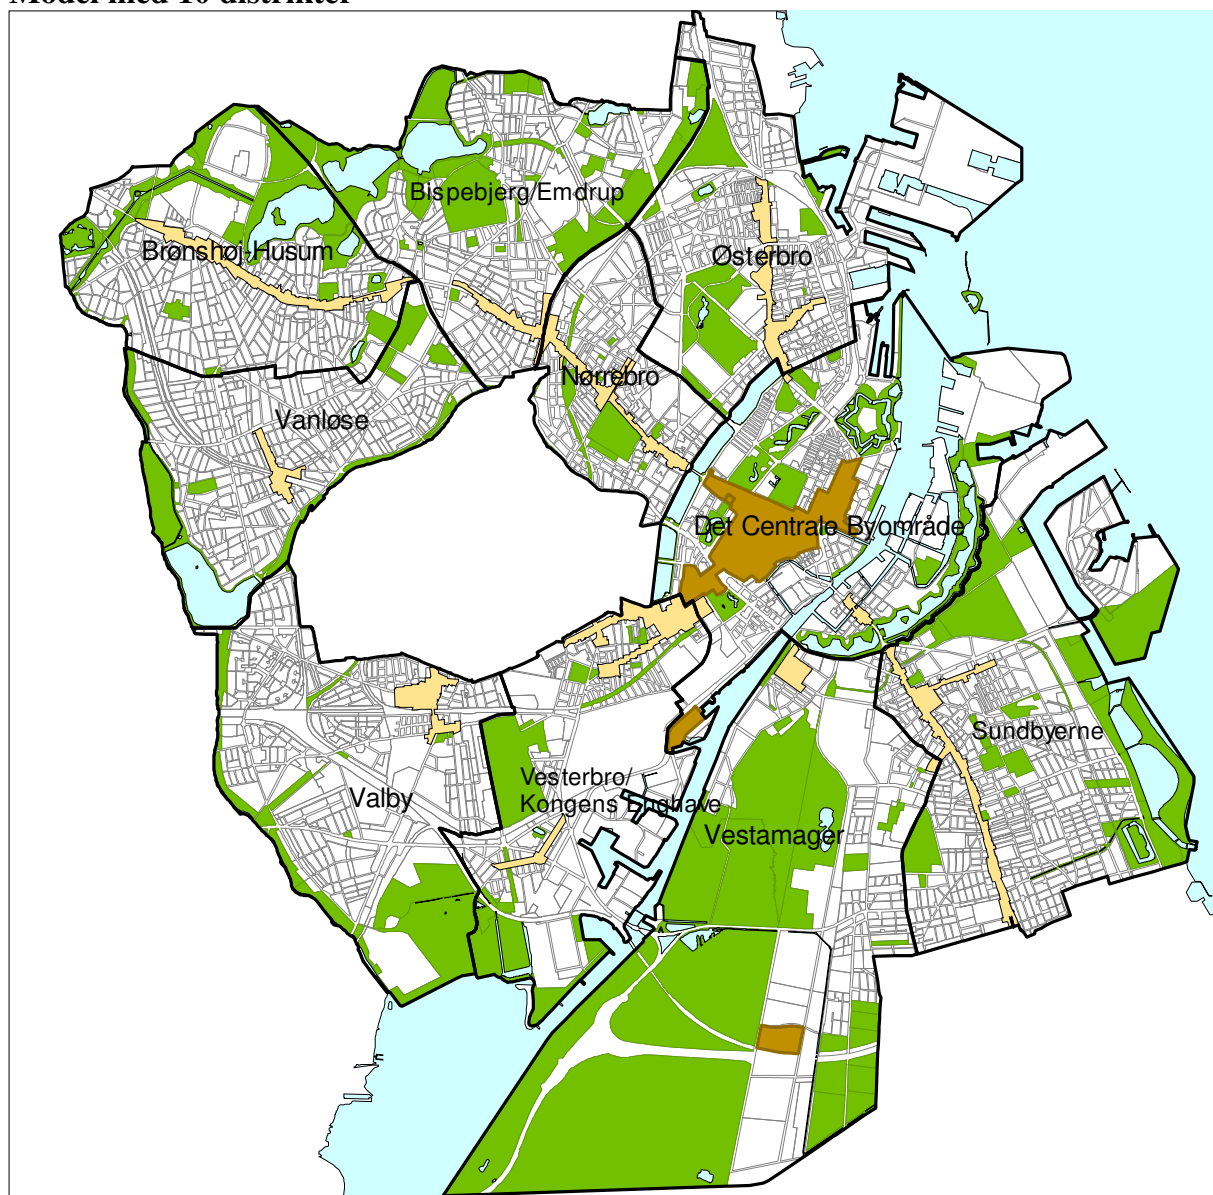 Model med 10 distrikter
Bispebjerg/Emdrup
Brønshøj-Husum
Østerbro
Nørrebro
Vanløse
Det Centrale Byområde
Sundbyerne
Vesterbro/
Kongens Enghave
Valby
Vestamager